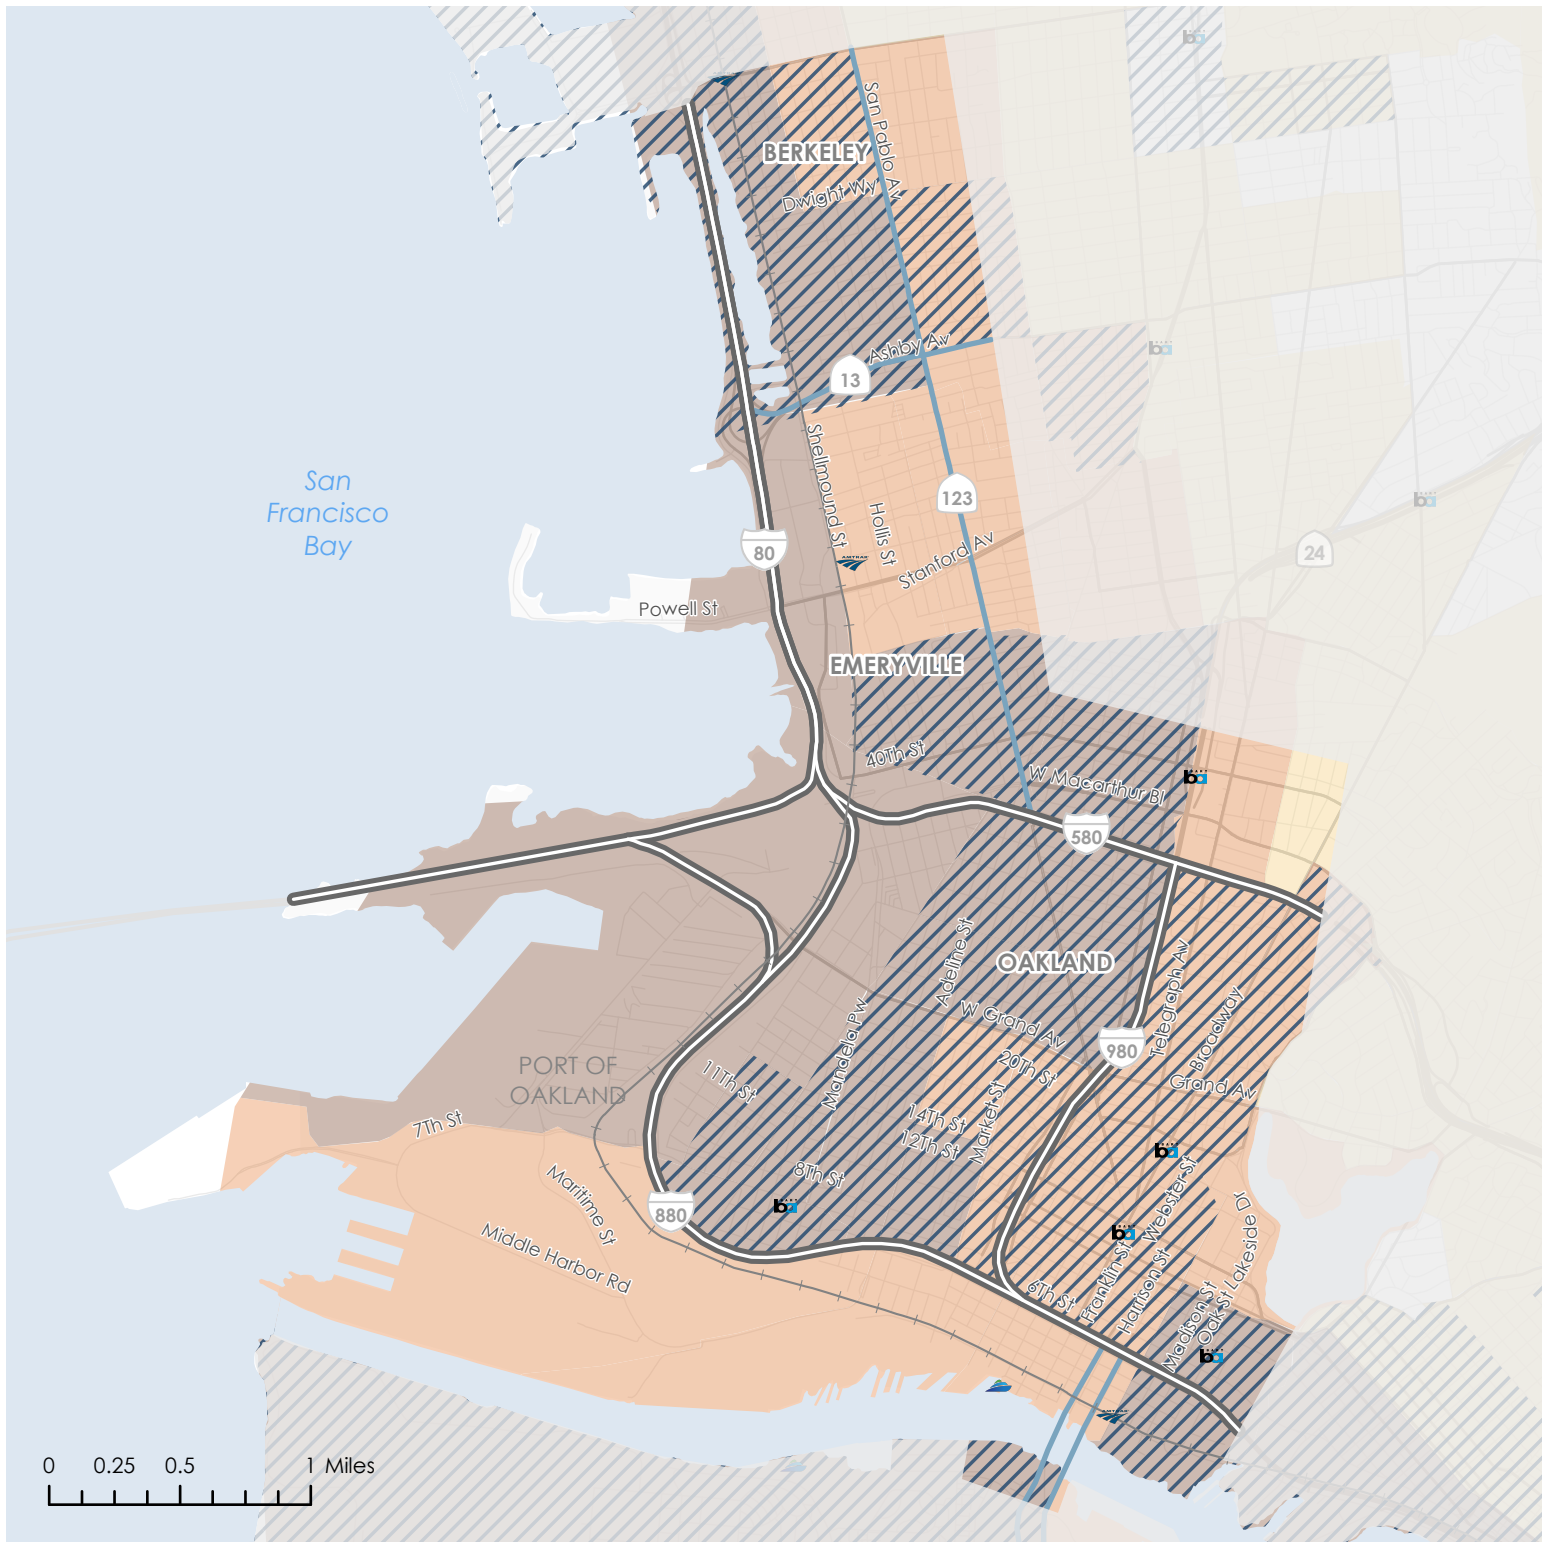 BERKELEY
San Pablo Av
Dwight Wy
Ashby Av
13
Shellmound St
123
Hollis St
Stanford Av
San
Francisco
Bay
80
24
AMTRAK
Powell St
EMERYVILLE
40Th St
W Macarthur Bl
ba
580
OAKLAND
Adeline St
Telegraph Av
Broadway
W Grand Av
980
Mandela Pw
20Th St
Grand Av
PORT OF
OAKLAND
11Th St
Market St
14Th St
12Th St
7Th St
8Th St
Webster St
Maritime St
880
Middle Harbor Rd
Franklin St
Harrison St
Lakeside Dr
6Th St
Madison St
Oak St
AMTRAK
0 0.25 0.5 1 Miles